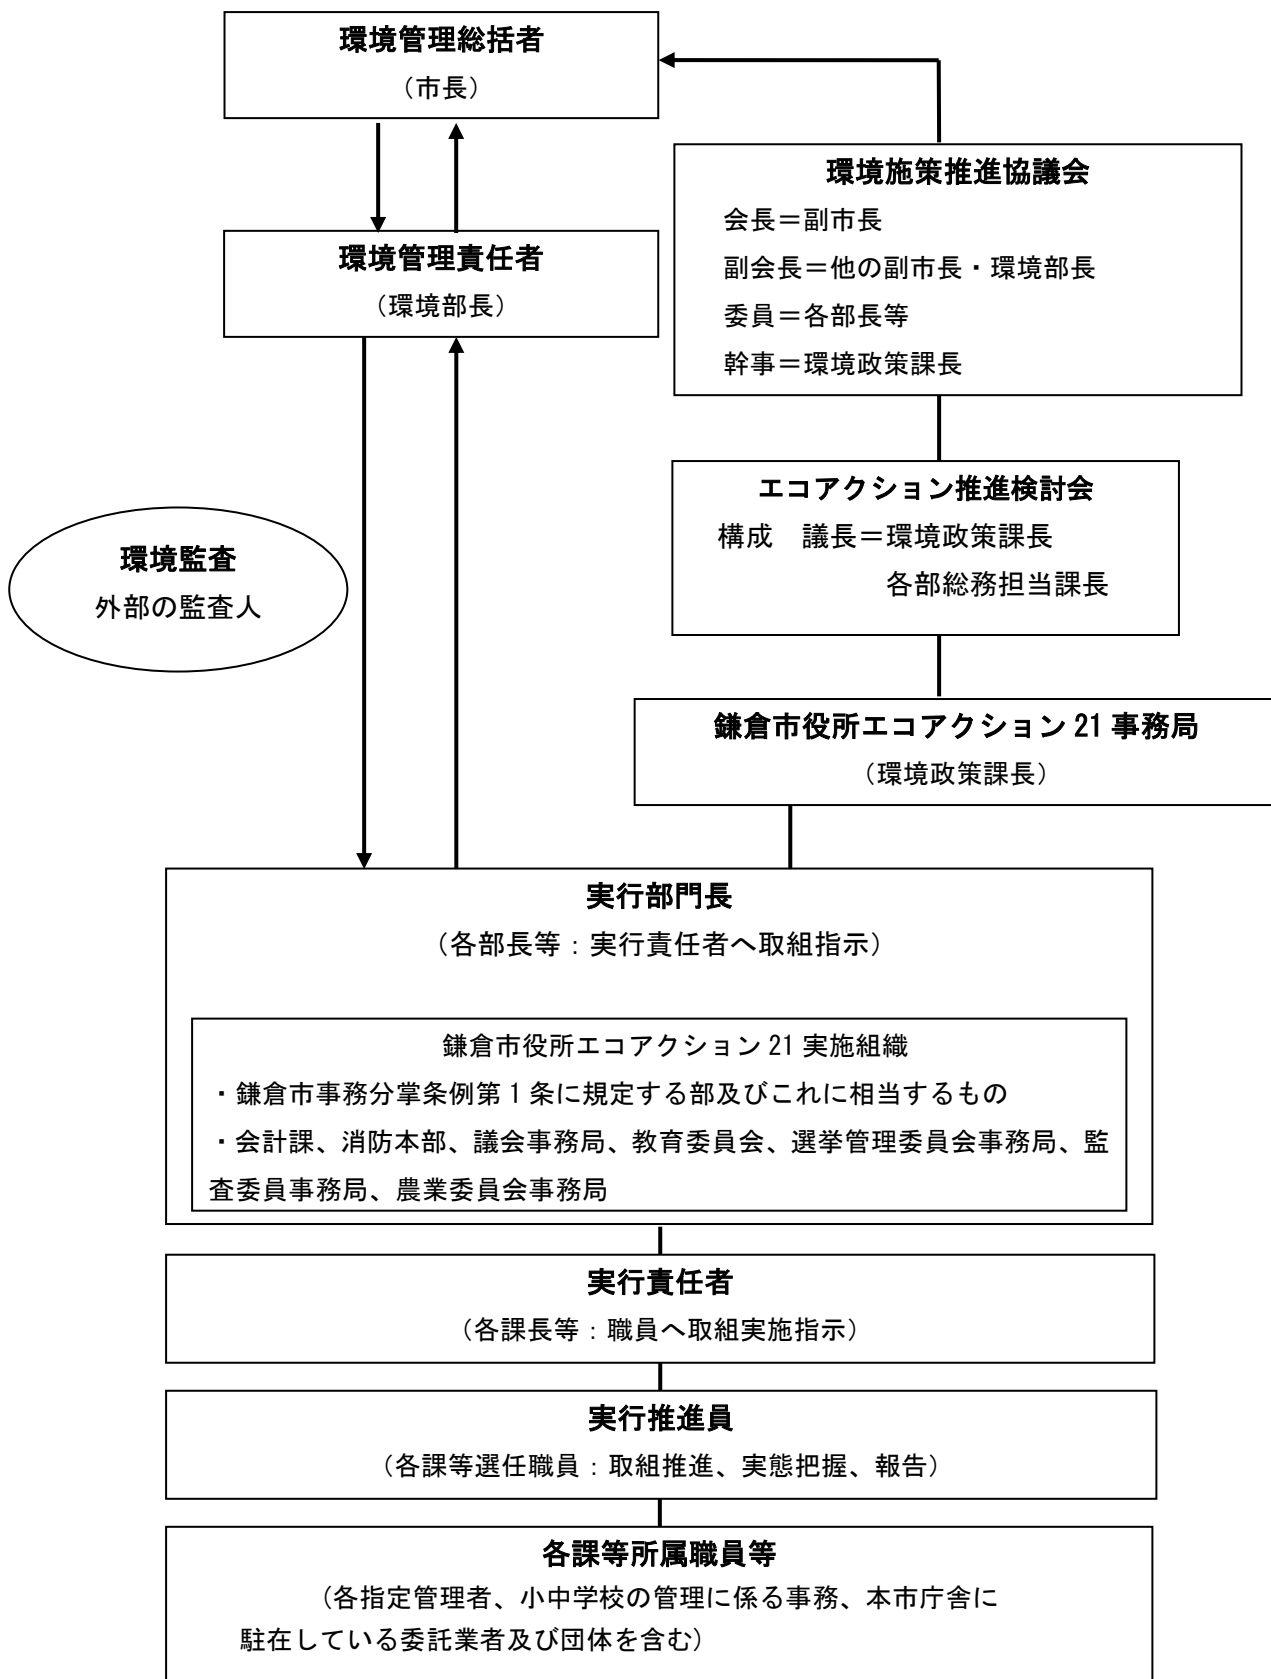 環境管理総括者
（市長）
環境施策推進協議会
会長＝副市長
副会長＝他の副市長・環境部長
委員＝各部長等
幹事＝環境政策課長
環境管理責任者
（環境部長）
エコアクション推進検討会
構成　議長＝環境政策課長
各部総務担当課長
環境監査
外部の監査人
鎌倉市役所エコアクション 21 事務局
（環境政策課長）
実行部門長
（各部長等：実行責任者へ取組指示）
鎌倉市役所エコアクション 21 実施組織
・鎌倉市事務分掌条例第 1 条に規定する部及びこれに相当するもの
・会計課、消防本部、議会事務局、教育委員会、選挙管理委員会事務局、監
査委員事務局、農業委員会事務局
実行責任者
（各課長等：職員へ取組実施指示）
実行推進員
（各課等選任職員：取組推進、実態把握、報告）
各課等所属職員等
（各指定管理者、小中学校の管理に係る事務、本市庁舎に
駐在している委託業者及び団体を含む）